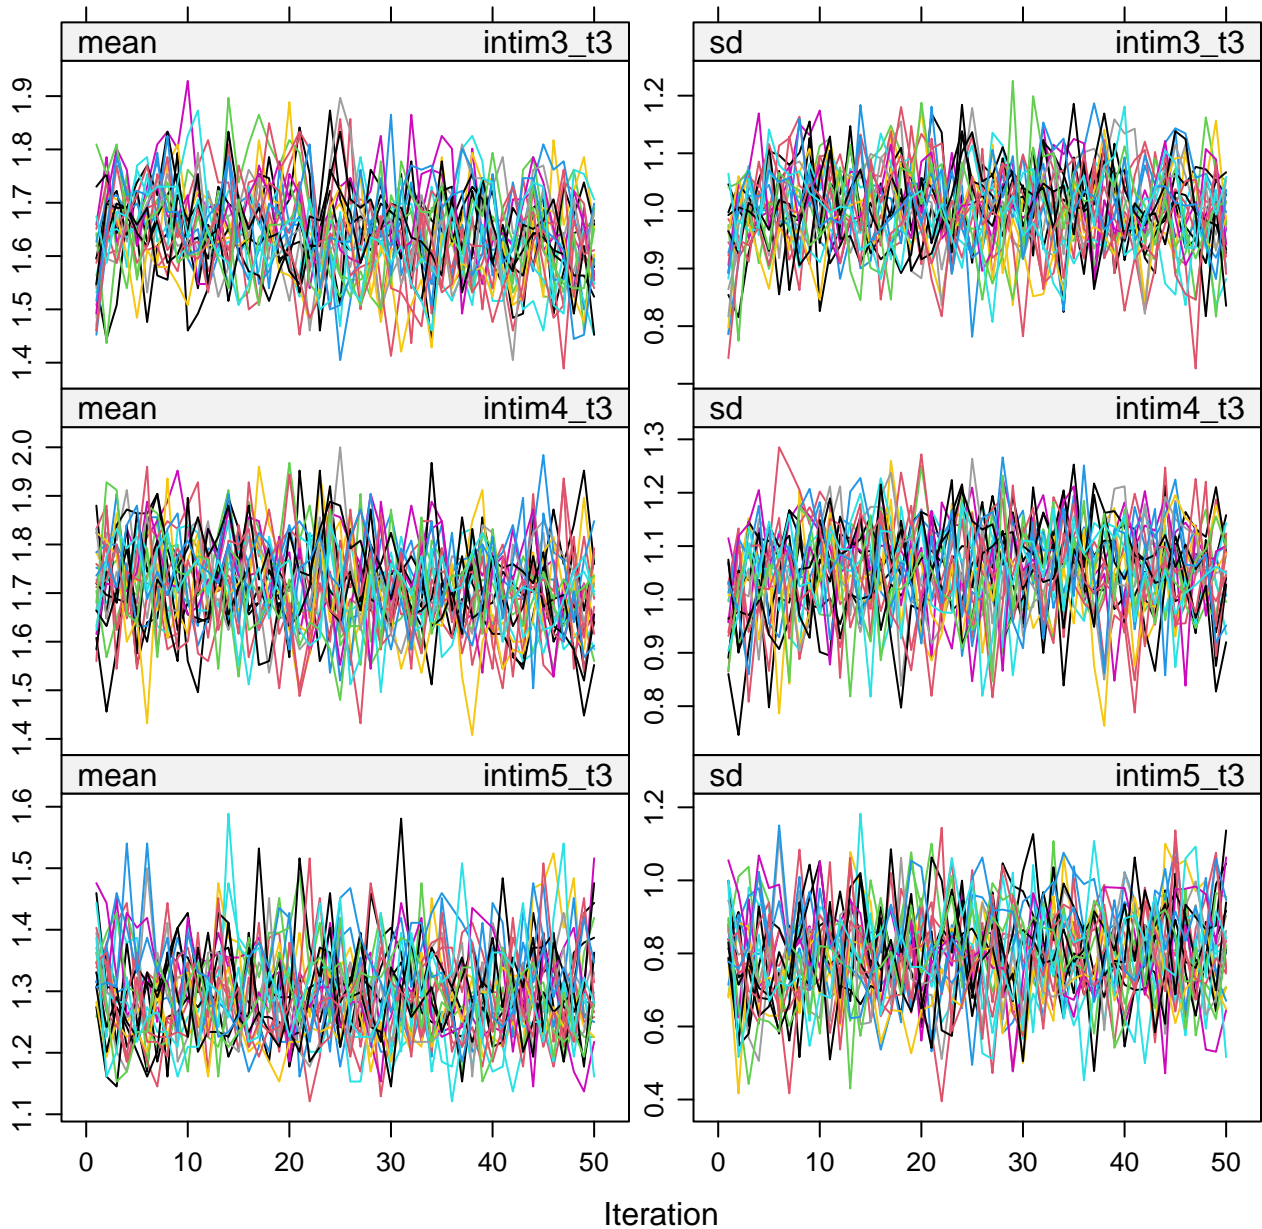 mean intim3_t3 sd intim3_t3
1.4 1.5 1.6 1.7 1.8 1.9
0.8 0.9 1.0 1.1 1.2
mean intim4_t3 sd intim4_t3
1.4 1.5 1.6 1.7 1.8 1.9 2.0
0.8 0.9 1.0 1.1 1.2 1.3
mean intim5_t3 sd intim5_t3
1.1 1.2 1.3 1.4 1.5 1.6
0.4 0.6 0.8 1.0 1.2
0 10 20 30 40 50 0 10 20 30 40 50
Iteration